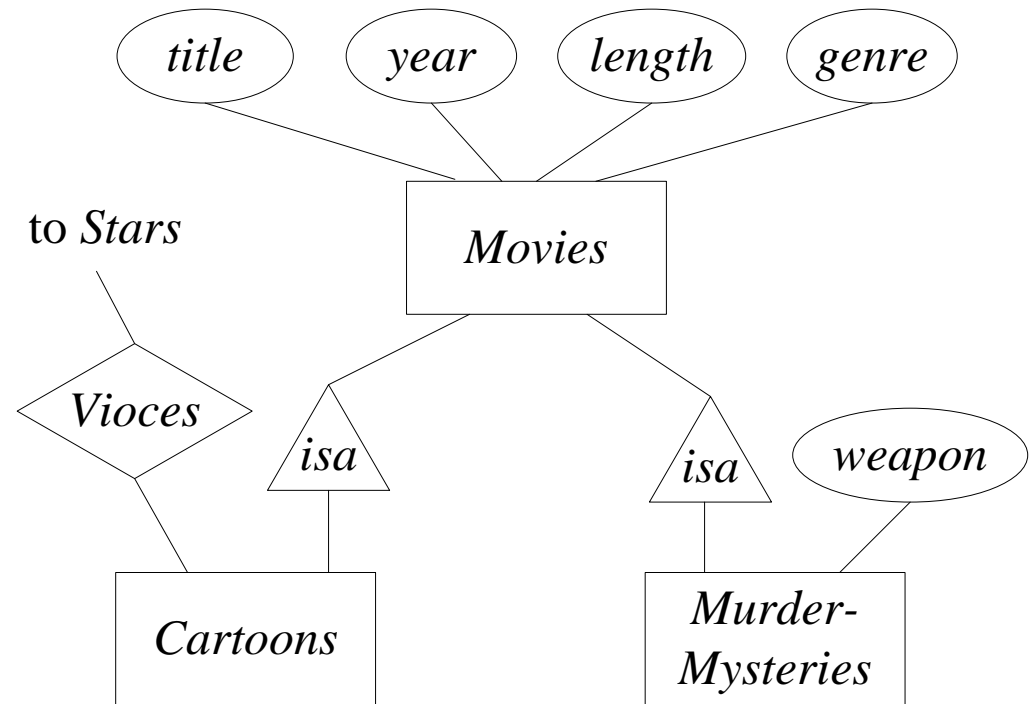 title
year
length
genre
to Stars
Movies
Vioces
isa
isa
weapon
Cartoons
Murder-
Mysteries